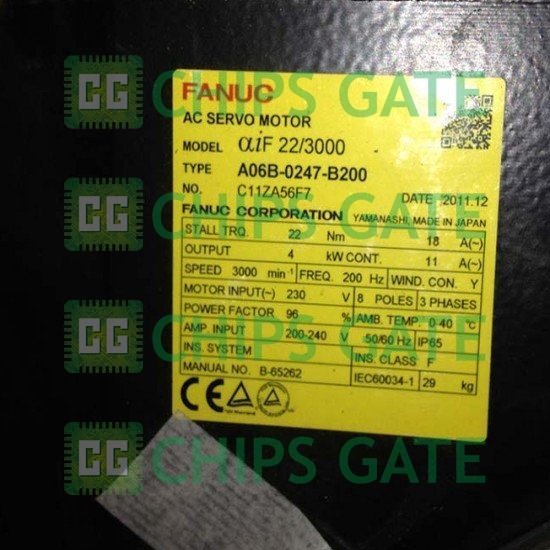 CG CHIPS GATE
FANUC
AC SERVO MOTOR
MODEL αiF 22/3000
TYPE A06B-0247-B200
NO. C11ZA56F7 DATE 2011.12
FANUC CORPORATION YAMANASHI, MADE IN JAPAN
STALL TRQ. 22 Nm 18 A(~)
OUTPUT 4 kW CONT. 11 A(~)
SPEED 3000 min⁻¹ FREQ. 200 Hz WIND. CON. Y
MOTOR INPUT(~) 230 V 8 POLES 3 PHASES
POWER FACTOR 96 % AMB. TEMP. 0-40 °C
AMP. INPUT 200-240 V 50/60 Hz IP65
INS. SYSTEM INS. CLASS F
MANUAL NO. B-65262 IEC60034-1 29 kg
CE
CG CHIPS GATE
CG CHIPS GATE
CG CHIPS GATE